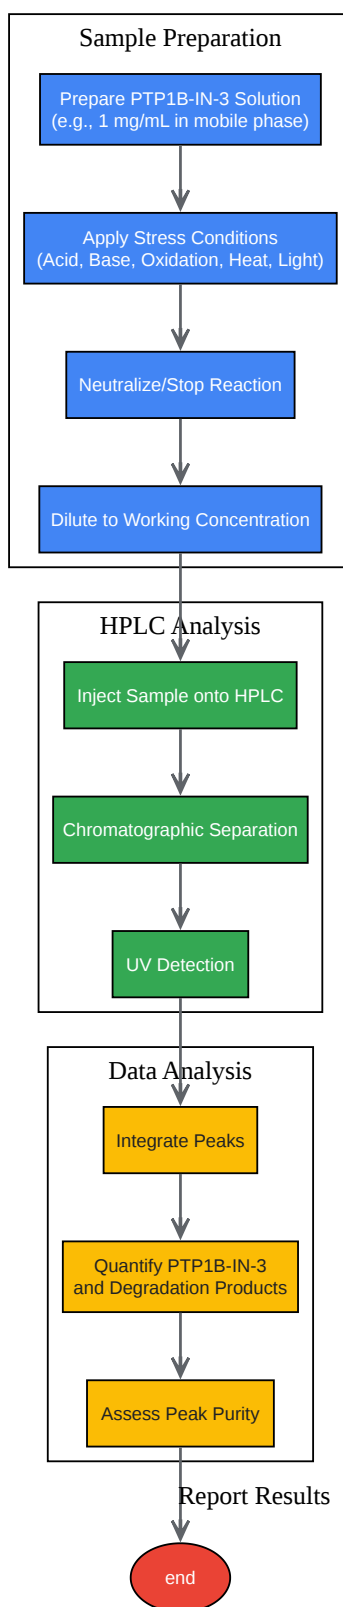 Sample Preparation
Prepare PTP1B-IN-3 Solution
(e.g., 1 mg/mL in mobile phase)
Apply Stress Conditions
(Acid, Base, Oxidation, Heat, Light)
Neutralize/Stop Reaction
Dilute to Working Concentration
HPLC Analysis
Inject Sample onto HPLC
Chromatographic Separation
UV Detection
Data Analysis
Integrate Peaks
Quantify PTP1B-IN-3
and Degradation Products
Assess Peak Purity
Report Results
end